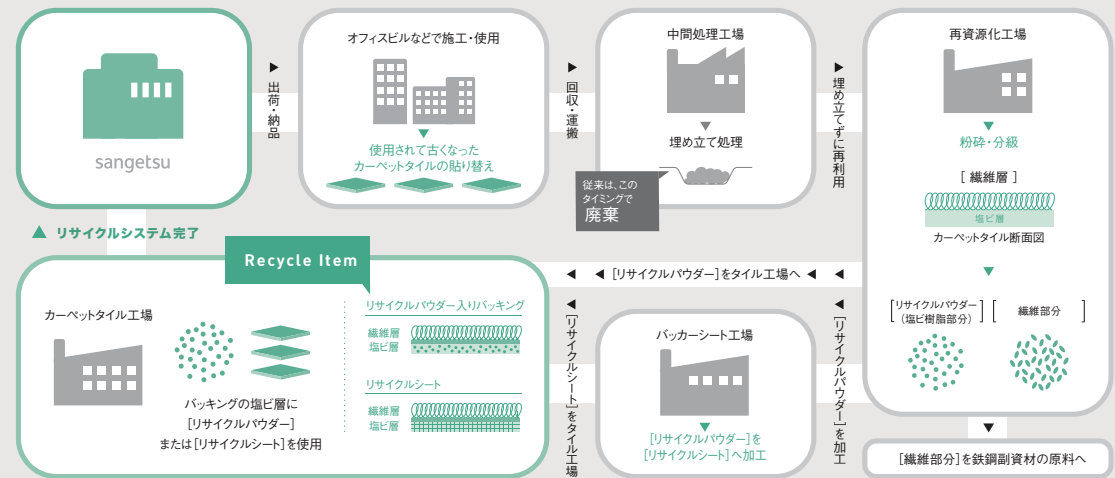 sangetsu
▶出荷・納品
オフィスビルなどで施工・使用
▼
使用されて古くなった
カーペットタイルの貼り替え
▶回収・運搬
中間処理工場
▼
埋め立て処理
従来は、この
タイミングで
廃棄
▶埋め立てずに再利用
再資源化工場
▼
粉砕・分級
[ 繊維層 ]
塩ビ層
カーペットタイル断面図
▼
[リサイクルパウダー
(塩ビ樹脂部分)]
[ 繊維部分 ]
▼
[繊維部分]を鉄鋼副資材の原料へ
◀ ◀ [リサイクルパウダー]をタイル工場へ ◀ ◀
◀[リサイクルパウダー]を加工
バッカーシート工場
▼
[リサイクルパウダー]を
[リサイクルシート]へ加工
◀[リサイクルシート]をタイル工場
▲ リサイクルシステム完了
Recycle Item
カーペットタイル工場
バッキングの塩ビ層に
[リサイクルパウダー]
または[リサイクルシート]を使用
リサイクルパウダー入りバッキング
繊維層
塩ビ層
リサイクルシート
繊維層
塩ビ層